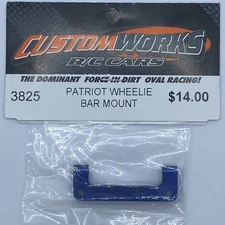 CUSTOMWORKS
R/C CARS
THE DOMINANT FORCE IN DIRT OVAL RACING!
3825 PATRIOT WHEELIE BAR MOUNT $14.00